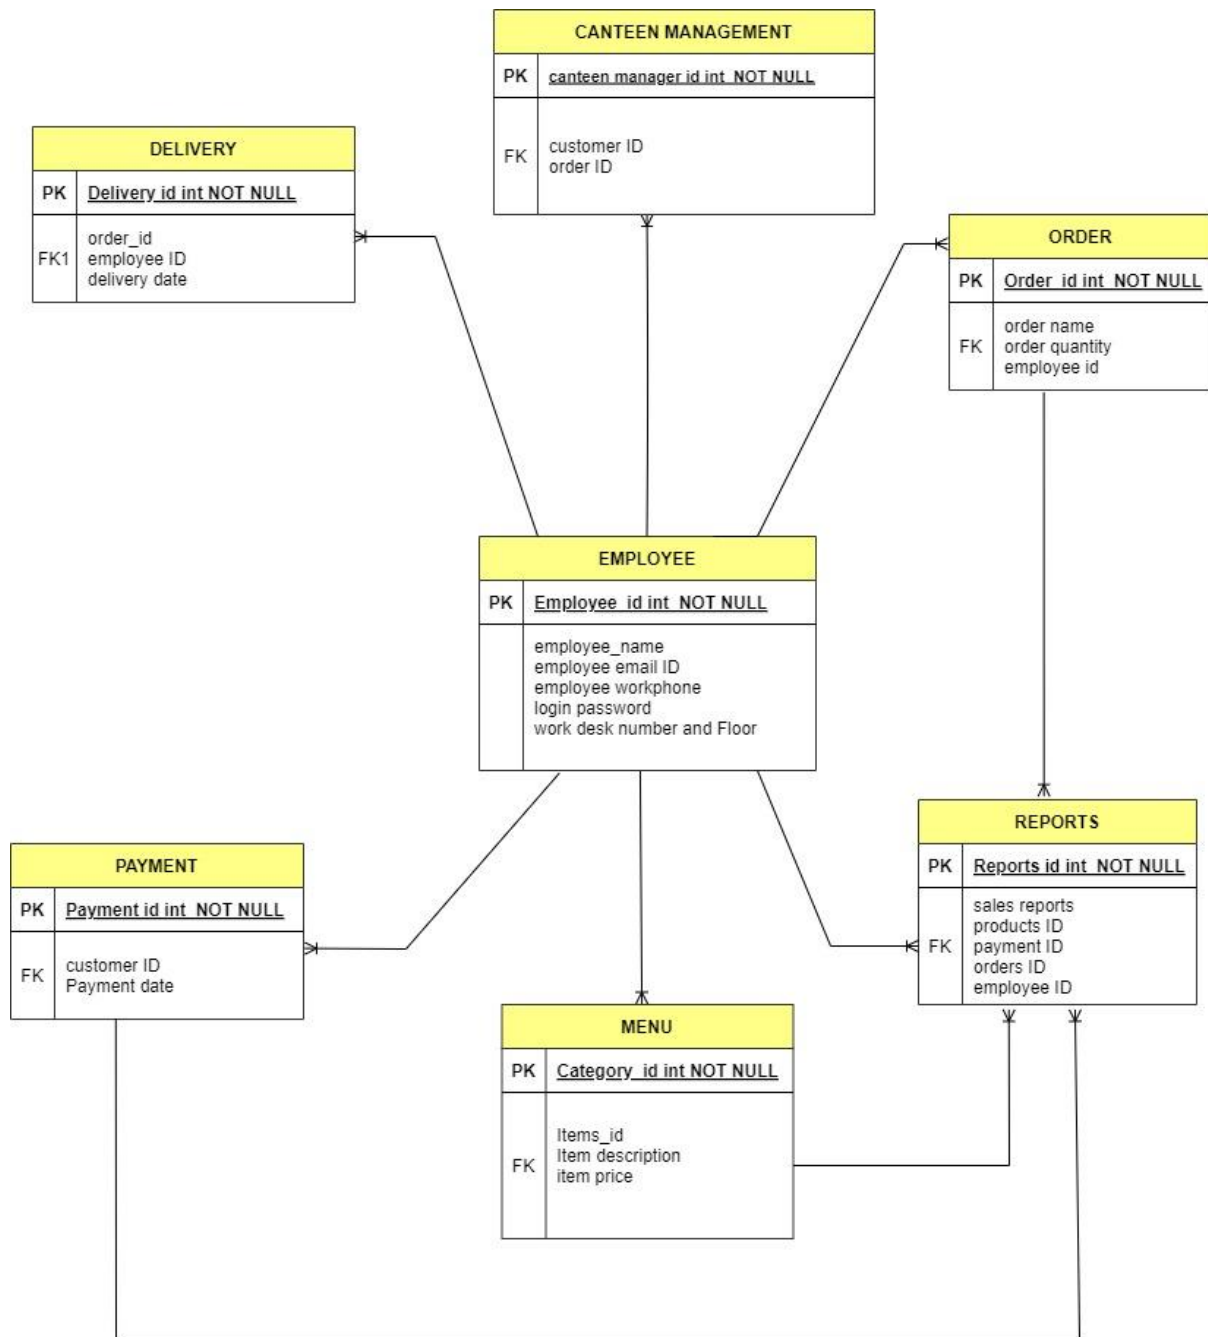 CANTEEN MANAGEMENT
PK canteen manager id int NOT NULL
FK
customer ID
order ID
DELIVERY
PK Delivery id int NOT NULL
FK1
order_id
employee ID
delivery date
ORDER
PK Order_id int NOT NULL
FK
order name
order quantity
employee id
EMPLOYEE
PK Employee_id int NOT NULL
employee_name
employee email ID
employee workphone
login password
work desk number and Floor
PAYMENT
PK Payment id int NOT NULL
FK
customer ID
Payment date
MENU
PK Category_id int NOT NULL
FK
Items_id
Item description
item price
REPORTS
PK Reports id int NOT NULL
FK
sales reports
products ID
payment ID
orders ID
employee ID